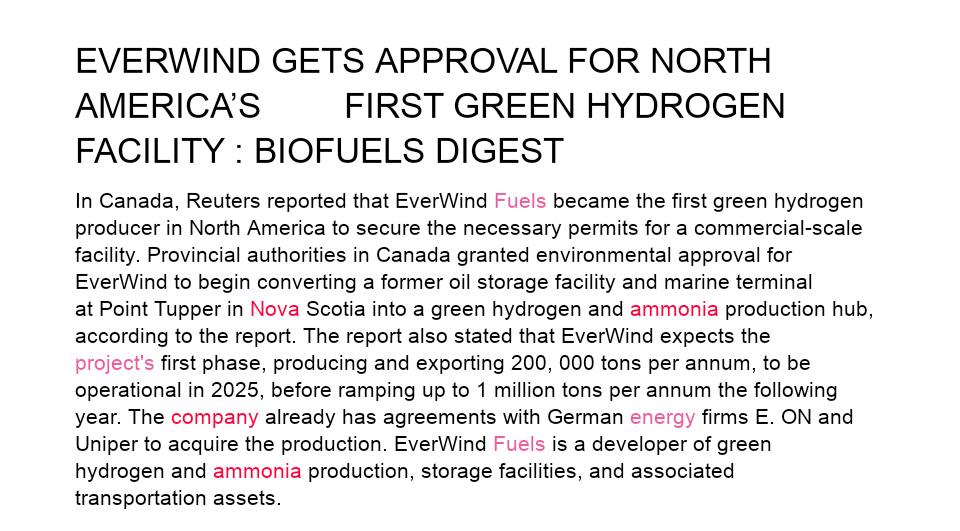 EVERWIND GETS APPROVAL FOR NORTH
AMERICA’S FIRST GREEN HYDROGEN
FACILITY : BIOFUELS DIGEST
In Canada, Reuters reported that EverWind Fuels became the first green hydrogen
producer in North America to secure the necessary permits for a commercial-scale
facility. Provincial authorities in Canada granted environmental approval for
EverWind to begin converting a former oil storage facility and marine terminal
at Point Tupper in Nova Scotia into a green hydrogen and ammonia production hub,
according to the report. The report also stated that EverWind expects the
project's first phase, producing and exporting 200, 000 tons per annum, to be
operational in 2025, before ramping up to 1 million tons per annum the following
year. The company already has agreements with German energy firms E. ON and
Uniper to acquire the production. EverWind Fuels is a developer of green
hydrogen and ammonia production, storage facilities, and associated
transportation assets.